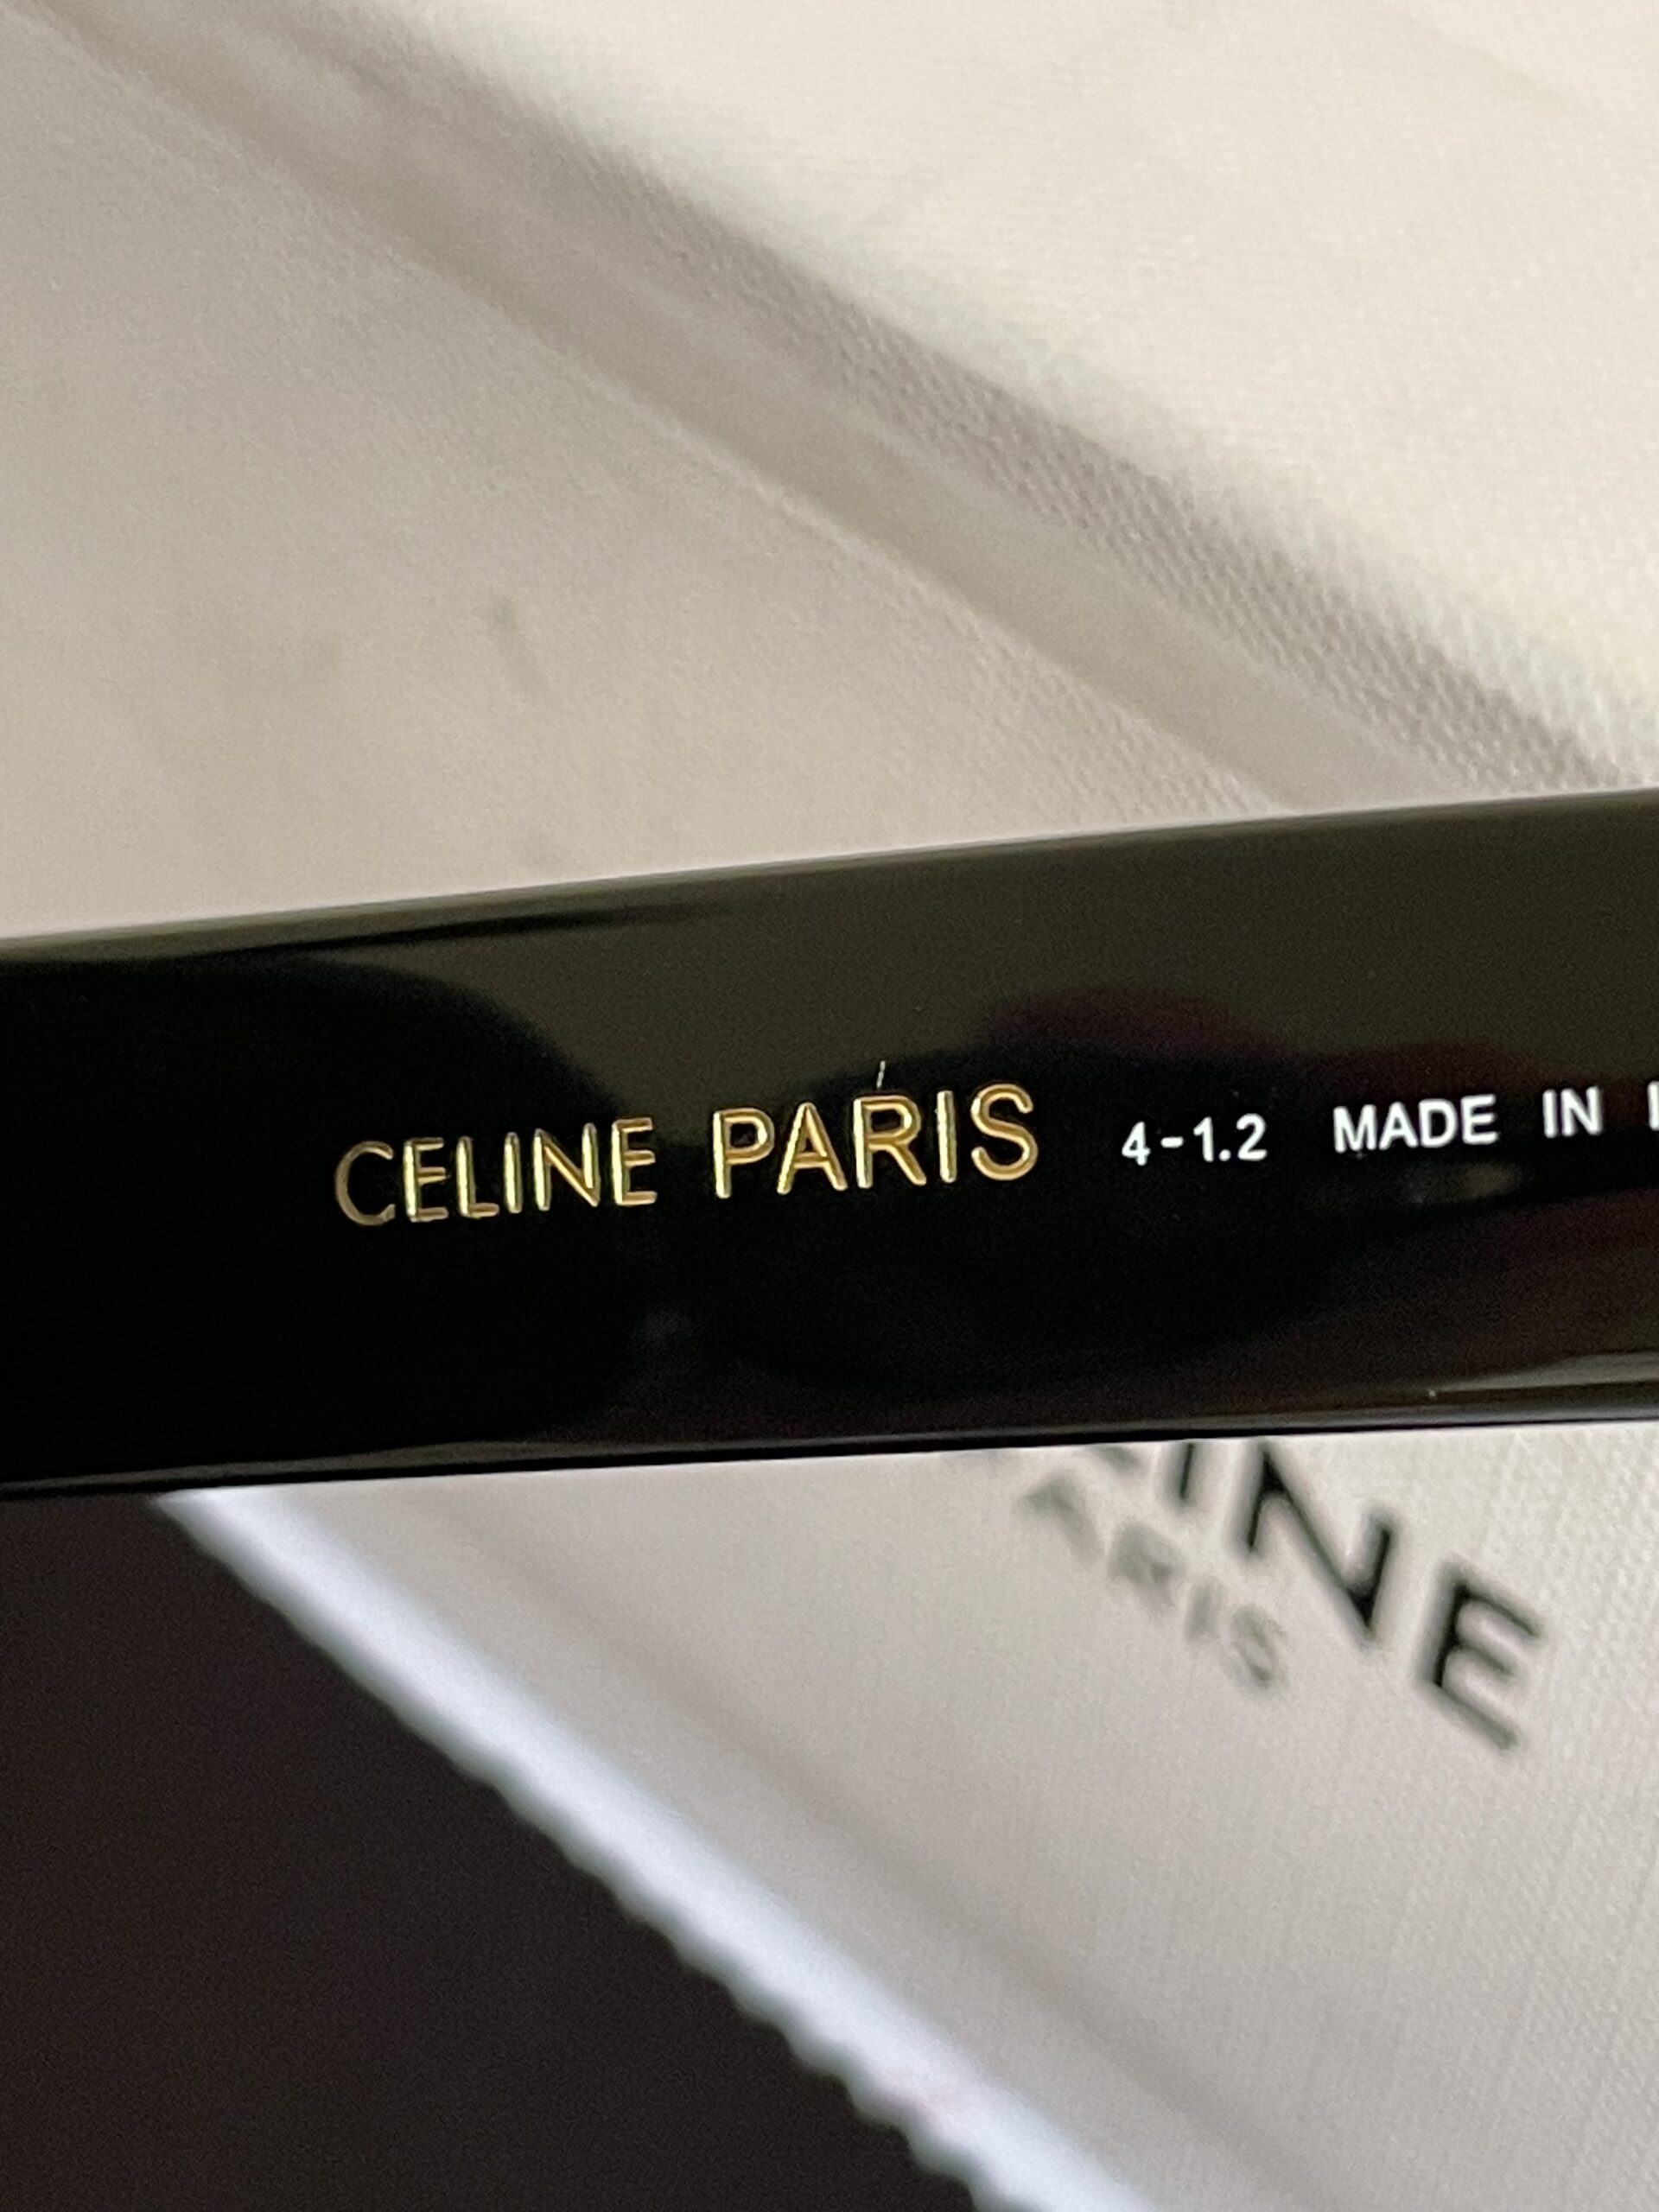 CELINE PARIS 4-1.2 MADE IN